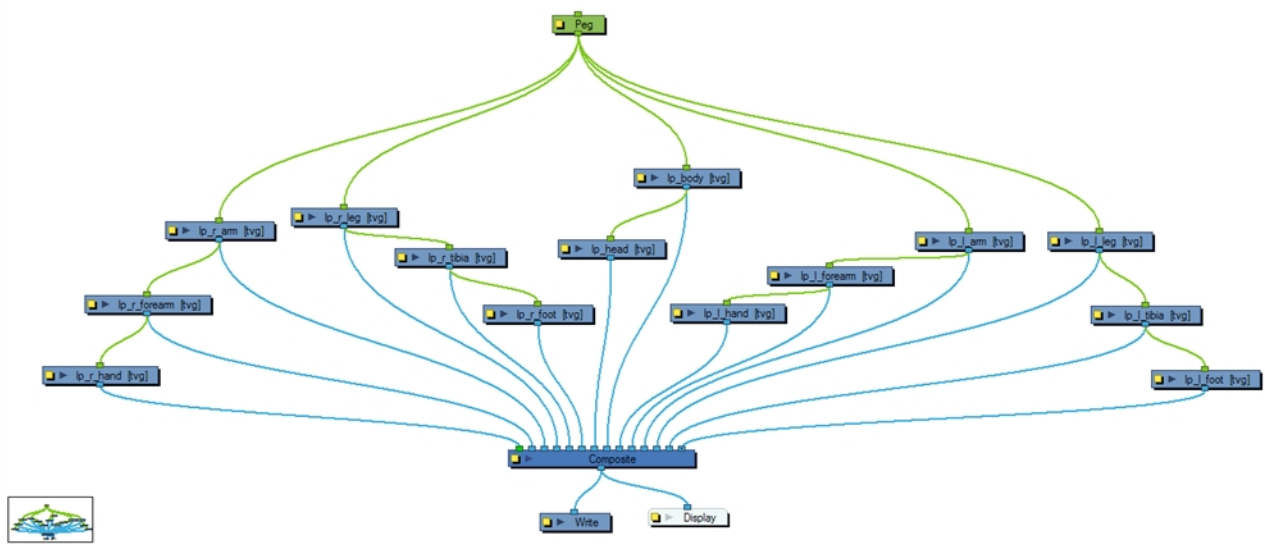 Peg
lp_body [tvg]
lp_r_leg [tvg]
lp_r_arm [tvg]
lp_l_arm [tvg]
lp_l_leg [tvg]
lp_head [tvg]
lp_r_tibia [tvg]
lp_l_forearm [tvg]
lp_r_forearm [tvg]
lp_r_foot [tvg]
lp_l_hand [tvg]
lp_l_tibia [tvg]
lp_r_hand [tvg]
lp_l_foot [tvg]
Composite
Write
Display